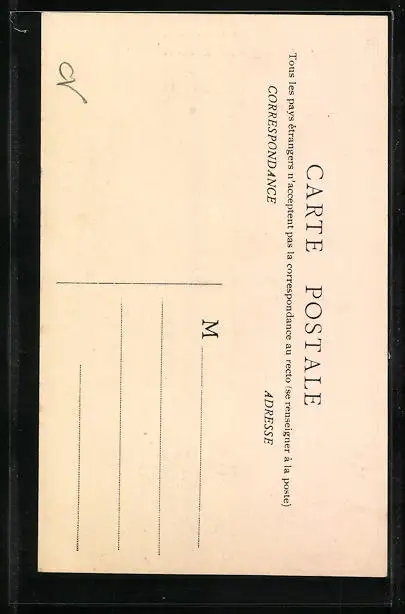 CARTE POSTALE
Tous les pays étrangers n'acceptent pas la correspondance au recto (se renseigner à la poste)
CORRESPONDANCE
ADRESSE
M